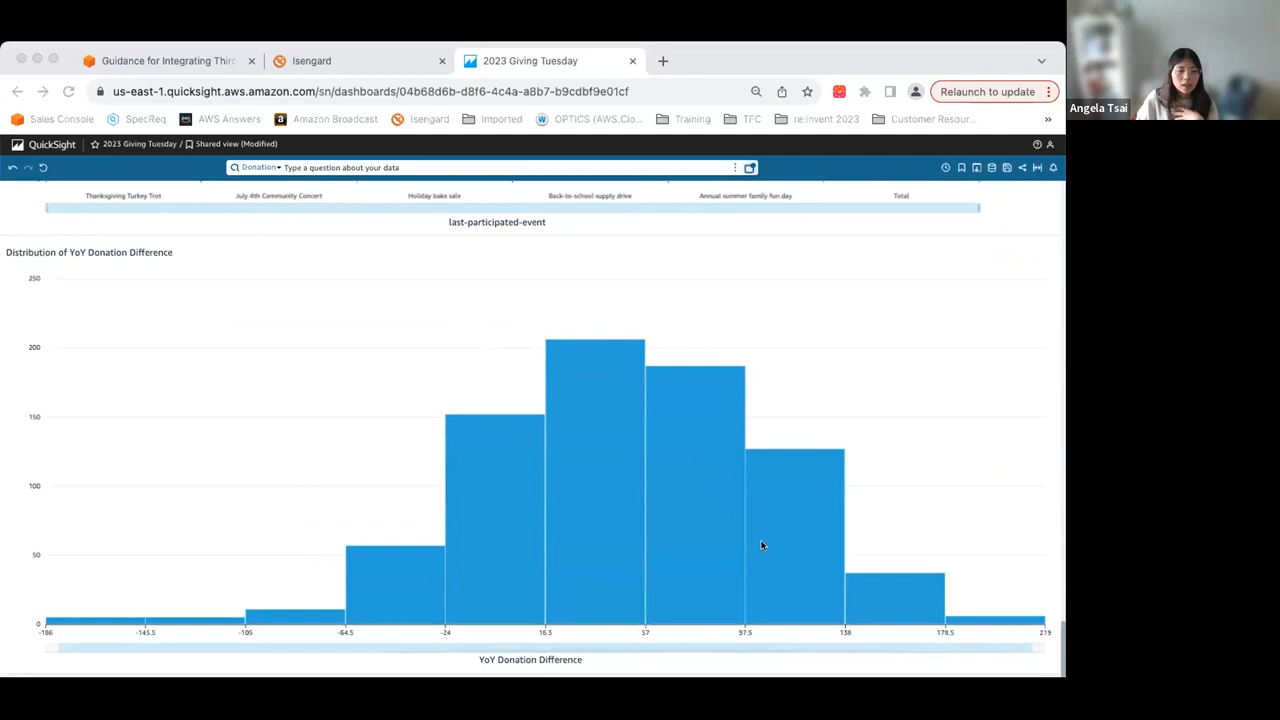 Guidance for Integrating Thirc
Isengard
2023 Giving Tuesday
us-east-1.quicksight.aws.amazon.com/sn/dashboards/04b68d6b-d8f6-4c4a-a8b7-b9cdbf9e01cf
Relaunch to update
Angela Tsai
Sales Console
SpecReq
AWS Answers
Amazon Broadcast
Isengard
Imported
OPTICS (AWS.Clo...
Training
TFC
re:invent 2023
Customer Resour...
QuickSight
2023 Giving Tuesday / Shared view (Modified)
Donation Type a question about your data
Thanksgiving Turkey Trot
July 4th Community Concert
Holiday bake sale
Back-to-school supply drive
Annual summer family fun day
Total
last-participated-event
Distribution of YoY Donation Difference
250
200
150
100
50
0
-186 -145.5 -105 -64.5 -24 16.5 57 97.5 138 178.5 219
YoY Donation Difference